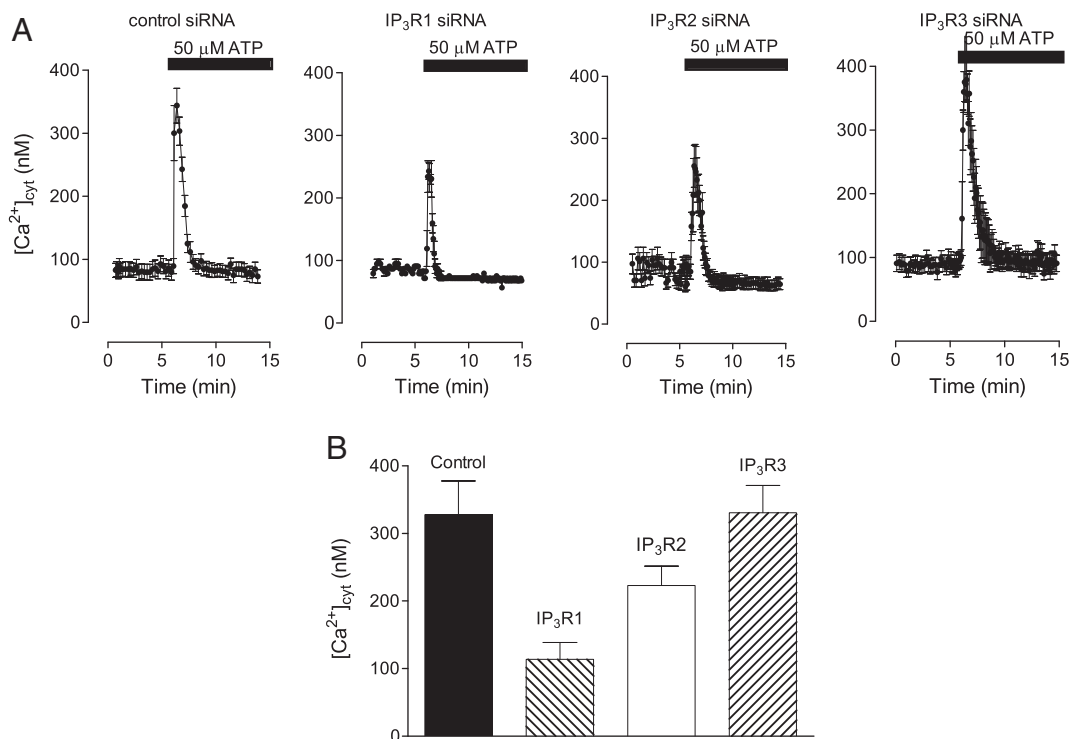 A
control siRNA
50 µM ATP
400
300
200
100
0
[Ca²⁺]cyt (nM)
0 5 10 15
Time (min)
IP₃R1 siRNA
50 µM ATP
400
300
200
100
0
0 5 10 15
Time (min)
IP₃R2 siRNA
50 µM ATP
400
300
200
100
0
0 5 10 15
Time (min)
IP₃R3 siRNA
50 µM ATP
400
300
200
100
0
0 5 10 15
Time (min)
B
400
300
200
100
0
[Ca²⁺]cyt (nM)
Control
IP₃R1
IP₃R2
IP₃R3